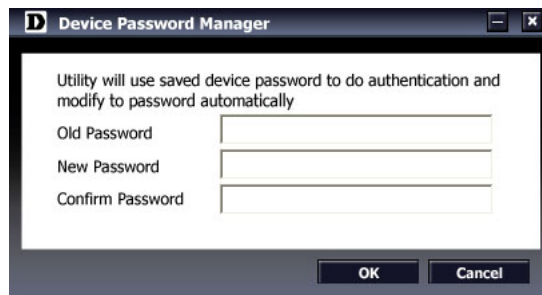 D Device Password Manager
Utility will use saved device password to do authentication and
modify to password automatically
Old Password
New Password
Confirm Password
OK Cancel